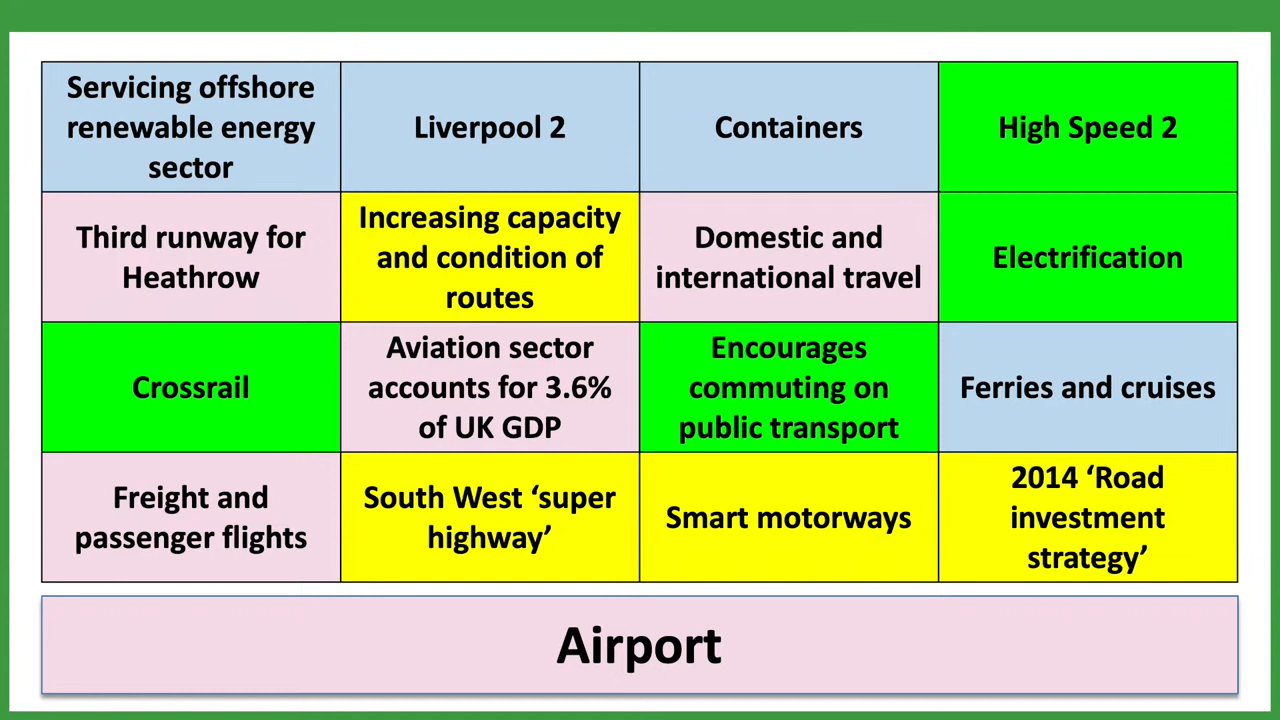 Servicing offshore
renewable energy
sector
Liverpool 2
Containers
High Speed 2
Third runway for
Heathrow
Increasing capacity
and condition of
routes
Domestic and
international travel
Electrification
Crossrail
Aviation sector
accounts for 3.6%
of UK GDP
Encourages
commuting on
public transport
Ferries and cruises
Freight and
passenger flights
South West ‘super
highway’
Smart motorways
2014 ‘Road
investment
strategy’
Airport